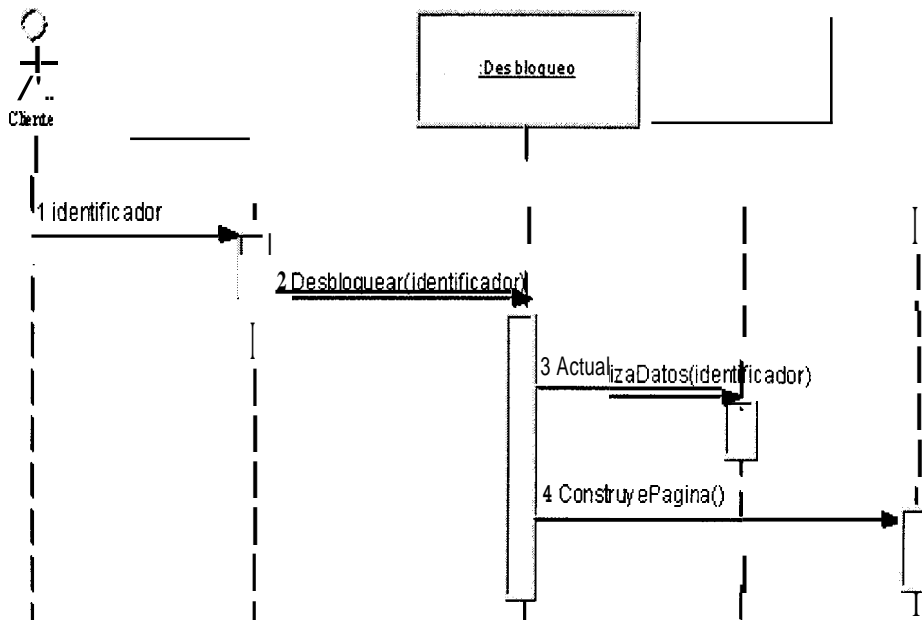 :Desbloqueo
Cliente
1 identificador
2 Desbloquear(identificador)
3 ActualizaDatos(identificador)
4 ConstruyePagina()